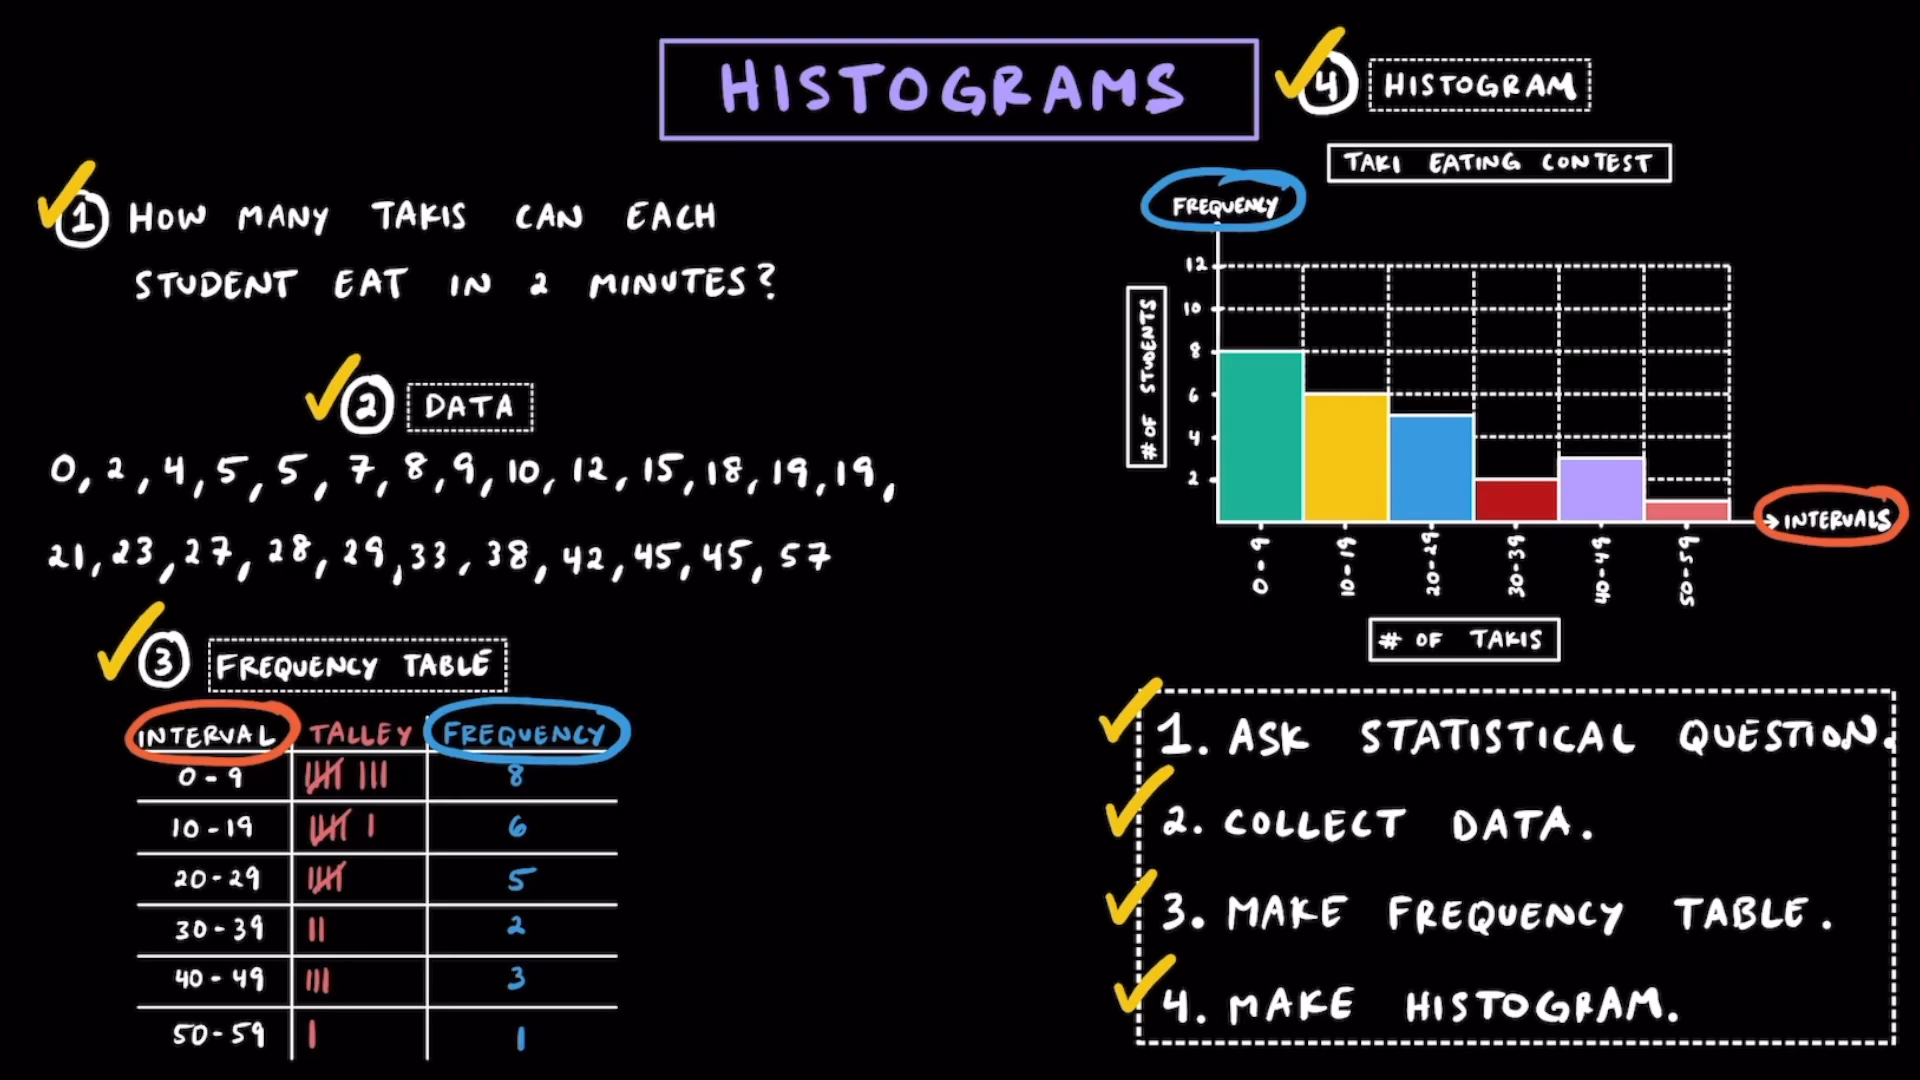 HISTOGRAMS
1 HOW MANY TAKIS CAN EACH
STUDENT EAT IN 2 MINUTES?
2 DATA
0, 2, 4, 5, 5, 7, 8, 9, 10, 12, 15, 18, 19, 19,
21, 23, 27, 28, 29, 33, 38, 42, 45, 45, 57
3 FREQUENCY TABLE
INTERVAL TALLEY FREQUENCY
0-9 8
10-19 6
20-29 5
30-39 2
40-49 3
50-59 1
4 HISTOGRAM
TAKI EATING CONTEST
FREQUENCY
# OF STUDENTS
12
10
8
6
4
2
INTERVALS
0-9 10-19 20-29 30-39 40-49 50-59
# OF TAKIS
1. ASK STATISTICAL QUESTION.
2. COLLECT DATA.
3. MAKE FREQUENCY TABLE.
4. MAKE HISTOGRAM.